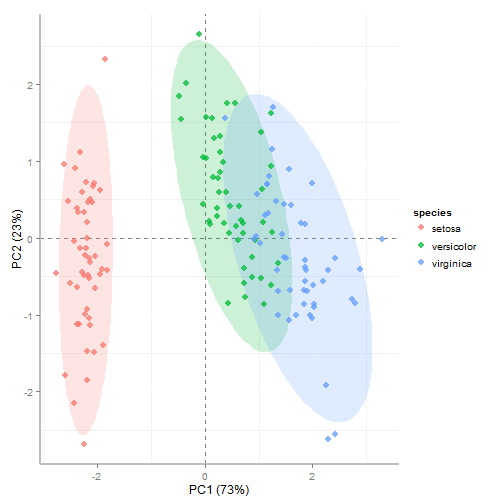 2
1
0
-1
-2
PC2 (23%)
-2
0
2
PC1 (73%)
species
setosa
versicolor
virginica